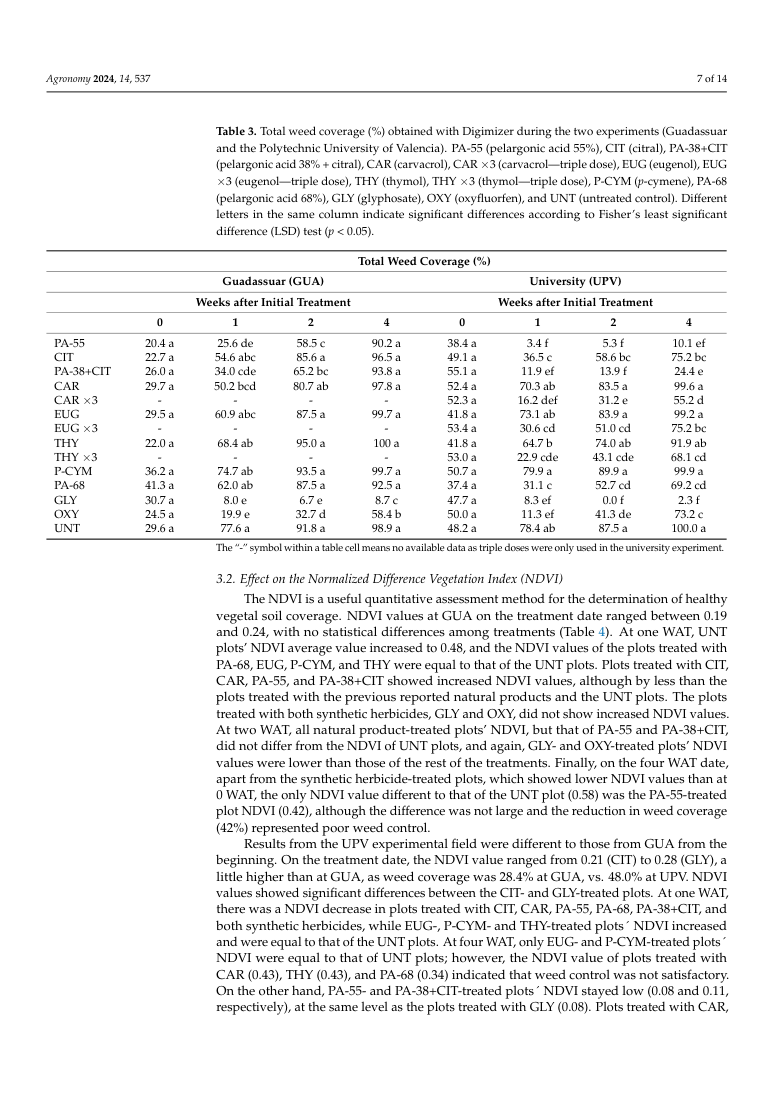 Agronomy 2024, 14, 537 7 of 14
Table 3. Total weed coverage (%) obtained with Digimizer during the two experiments (Guadassuar
and the Polytechnic University of Valencia). PA-55 (pelargonic acid 55%), CIT (citral), PA-38+CIT
(pelargonic acid 38% + citral), CAR (carvacrol), CAR ×3 (carvacrol—triple dose), EUG (eugenol), EUG
×3 (eugenol—triple dose), THY (thymol), THY ×3 (thymol—triple dose), P-CYM (p-cymene), PA-68
(pelargonic acid 68%), GLY (glyphosate), OXY (oxyfluorfen), and UNT (untreated control). Different
letters in the same column indicate significant differences according to Fisher's least significant
difference (LSD) test (p < 0.05).
Total Weed Coverage (%)
Guadassuar (GUA) University (UPV)
Weeks after Initial Treatment Weeks after Initial Treatment
0 1 2 4 0 1 2 4
PA-55 20.4 a 25.6 de 58.5 c 90.2 a 38.4 a 3.4 f 5.3 f 10.1 ef
CIT 22.7 a 54.6 abc 85.6 a 96.5 a 49.1 a 36.5 c 58.6 bc 75.2 bc
PA-38+CIT 26.0 a 34.0 cde 65.2 bc 93.8 a 55.1 a 11.9 ef 13.9 f 24.4 e
CAR 29.7 a 50.2 bcd 80.7 ab 97.8 a 52.4 a 70.3 ab 83.5 a 99.6 a
CAR ×3 - - - - 52.3 a 16.2 def 31.2 e 55.2 d
EUG 29.5 a 60.9 abc 87.5 a 99.7 a 41.8 a 73.1 ab 83.9 a 99.2 a
EUG ×3 - - - - 53.4 a 30.6 cd 51.0 cd 75.2 bc
THY 22.0 a 68.4 ab 95.0 a 100 a 41.8 a 64.7 b 74.0 ab 91.9 ab
THY ×3 - - - - 53.0 a 22.9 cde 43.1 cde 68.1 cd
P-CYM 36.2 a 74.7 ab 93.5 a 99.7 a 50.7 a 79.9 a 89.9 a 99.9 a
PA-68 41.3 a 62.0 ab 87.5 a 92.5 a 37.4 a 31.1 c 52.7 cd 69.2 cd
GLY 30.7 a 8.0 e 6.7 e 8.7 c 47.7 a 8.3 ef 0.0 f 2.3 f
OXY 24.5 a 19.9 e 32.7 d 58.4 b 50.0 a 11.3 ef 41.3 de 73.2 c
UNT 29.6 a 77.6 a 91.8 a 98.9 a 48.2 a 78.4 ab 87.5 a 100.0 a
The "-" symbol within a table cell means no available data as triple doses were only used in the university experiment.
3.2. Effect on the Normalized Difference Vegetation Index (NDVI)
The NDVI is a useful quantitative assessment method for the determination of healthy
vegetal soil coverage. NDVI values at GUA on the treatment date ranged between 0.19
and 0.24, with no statistical differences among treatments (Table 4). At one WAT, UNT
plots' NDVI average value increased to 0.48, and the NDVI values of the plots treated with
PA-68, EUG, P-CYM, and THY were equal to that of the UNT plots. Plots treated with CIT,
CAR, PA-55, and PA-38+CIT showed increased NDVI values, although by less than the
plots treated with the previous reported natural products and the UNT plots. The plots
treated with both synthetic herbicides, GLY and OXY, did not show increased NDVI values.
At two WAT, all natural product-treated plots' NDVI, but that of PA-55 and PA-38+CIT,
did not differ from the NDVI of UNT plots, and again, GLY- and OXY-treated plots' NDVI
values were lower than those of the rest of the treatments. Finally, on the four WAT date,
apart from the synthetic herbicide-treated plots, which showed lower NDVI values than at
0 WAT, the only NDVI value different to that of the UNT plot (0.58) was the PA-55-treated
plot NDVI (0.42), although the difference was not large and the reduction in weed coverage
(42%) represented poor weed control.
Results from the UPV experimental field were different to those from GUA from the
beginning. On the treatment date, the NDVI value ranged from 0.21 (CIT) to 0.28 (GLY), a
little higher than at GUA, as weed coverage was 28.4% at GUA, vs. 48.0% at UPV. NDVI
values showed significant differences between the CIT- and GLY-treated plots. At one WAT,
there was a NDVI decrease in plots treated with CIT, CAR, PA-55, PA-68, PA-38+CIT, and
both synthetic herbicides, while EUG-, P-CYM- and THY-treated plots´ NDVI increased
and were equal to that of the UNT plots. At four WAT, only EUG- and P-CYM-treated plots´
NDVI were equal to that of UNT plots; however, the NDVI value of plots treated with
CAR (0.43), THY (0.43), and PA-68 (0.34) indicated that weed control was not satisfactory.
On the other hand, PA-55- and PA-38+CIT-treated plots´ NDVI stayed low (0.08 and 0.11,
respectively), at the same level as the plots treated with GLY (0.08). Plots treated with CAR,